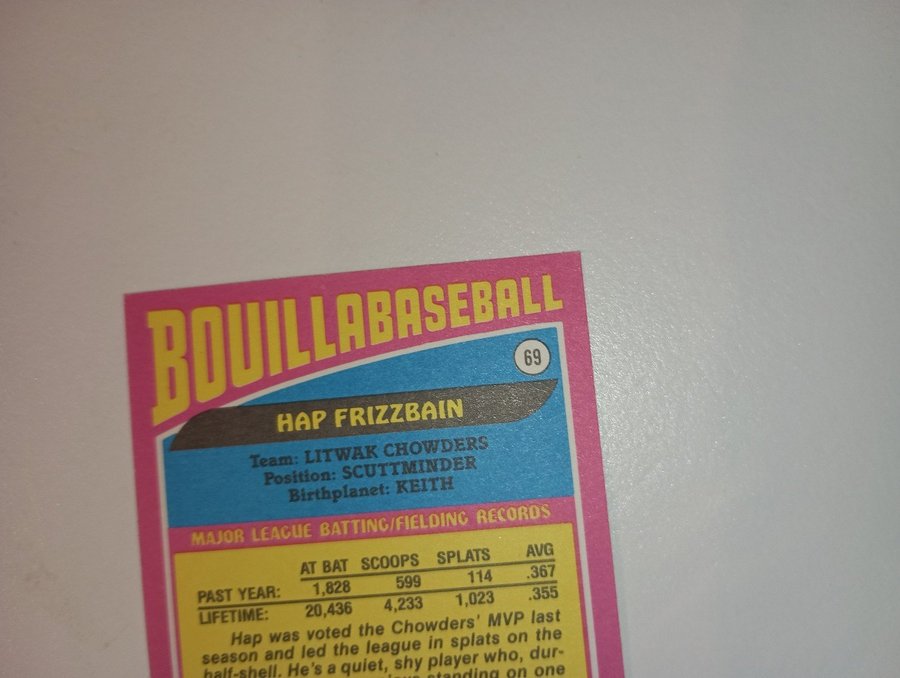 BOUILLABASEBALL
69
HAP FRIZZBAIN
Team: LITWAK CHOWDERS
Position: SCUTTMINDER
Birthplanet: KEITH
MAJOR LEAGUE BATTING/FIELDING RECORDS
AT BAT SCOOPS SPLATS AVG
PAST YEAR: 1,828 599 114 .367
LIFETIME: 20,436 4,233 1,023 .355
Hap was voted the Chowders' MVP last
season and led the league in splats on the
half-shell. He's a quiet, shy player who, dur-
standing on one